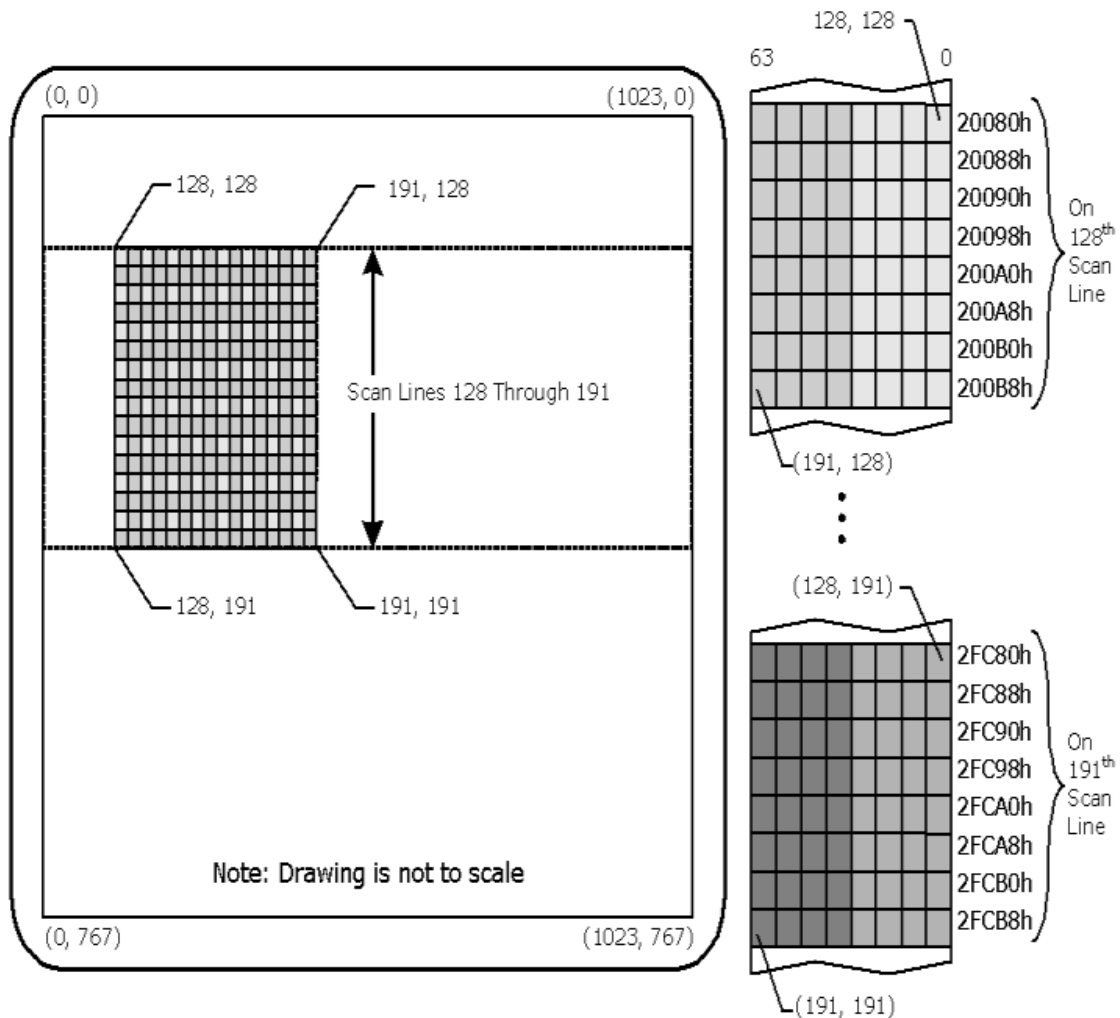 (0, 0)
(1023, 0)
128, 128
191, 128
Scan Lines 128 Through 191
128, 191
191, 191
Note: Drawing is not to scale
(0, 767)
(1023, 767)
128, 128
63
0
20080h
20088h
20090h
20098h
200A0h
200A8h
200B0h
200B8h
On
128th
Scan
Line
(191, 128)
(128, 191)
2FC80h
2FC88h
2FC90h
2FC98h
2FCA0h
2FCA8h
2FCB0h
2FCB8h
On
191th
Scan
Line
(191, 191)